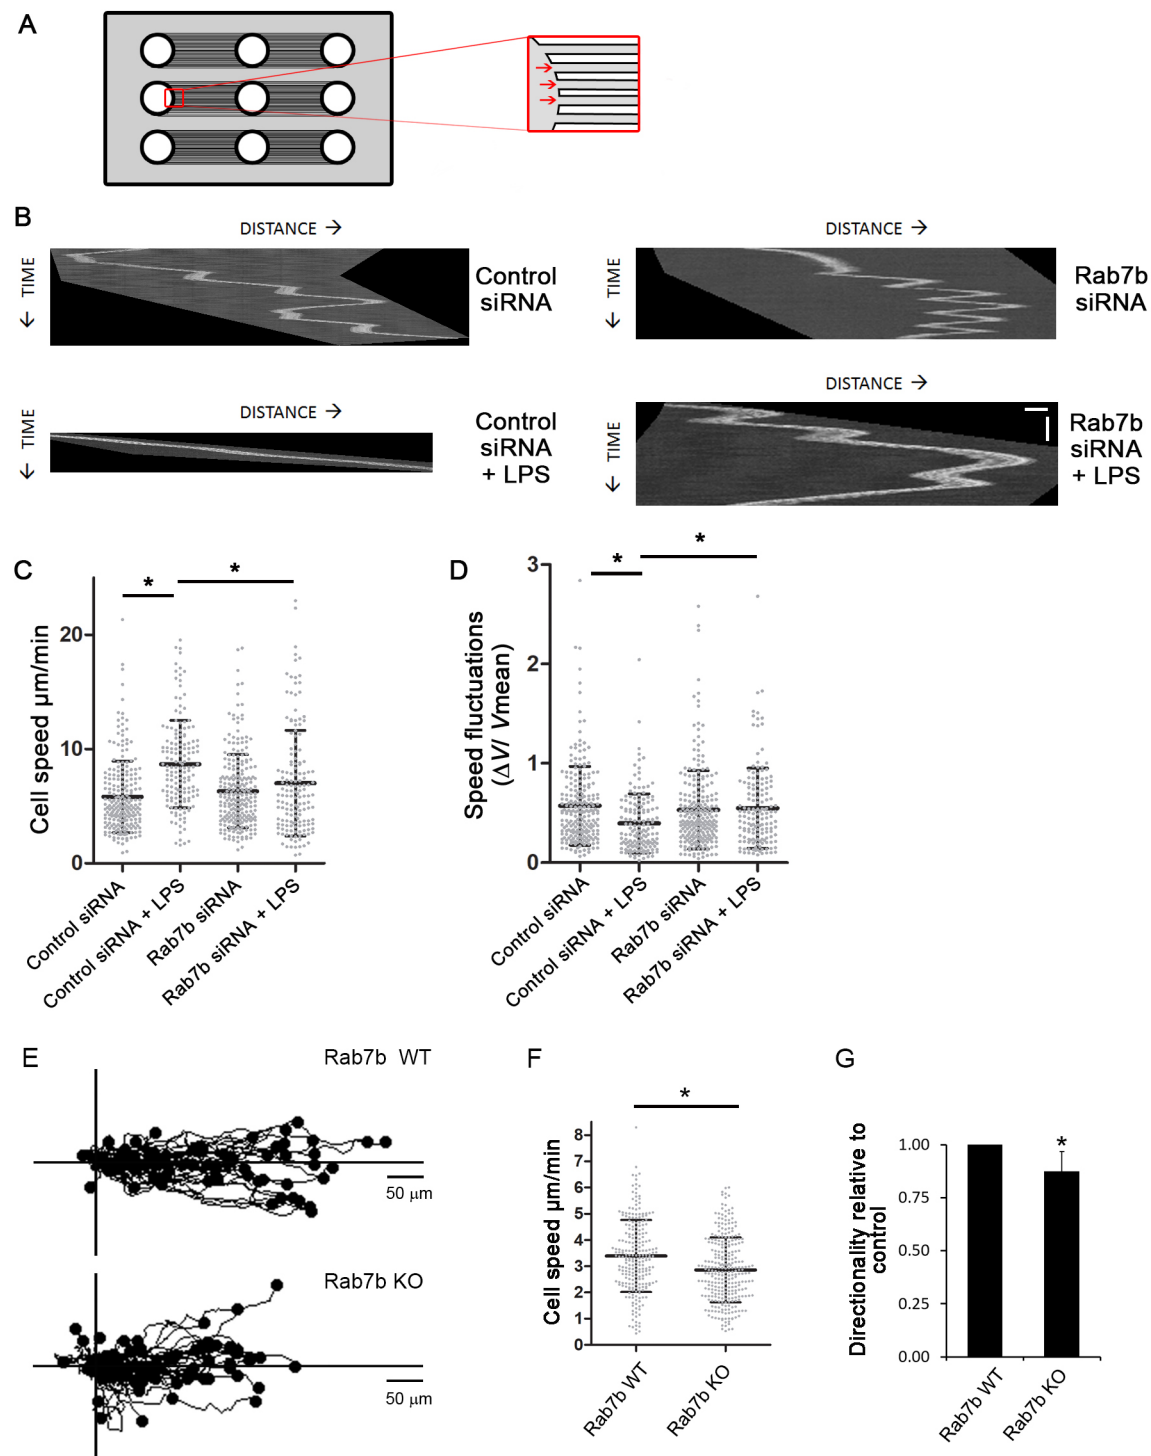 A
B
DISTANCE →
← TIME
Control
siRNA
DISTANCE →
← TIME
Rab7b
siRNA
DISTANCE →
← TIME
Control
siRNA
+ LPS
DISTANCE →
← TIME
Rab7b
siRNA
+ LPS
C
Cell speed µm/min
20
10
0
*
*
Control siRNA
Control siRNA + LPS
Rab7b siRNA
Rab7b siRNA + LPS
D
Speed fluctuations
(ΔV/ Vmean)
3
2
1
0
*
*
Control siRNA
Control siRNA + LPS
Rab7b siRNA
Rab7b siRNA + LPS
E
Rab7b WT
50 µm
Rab7b KO
50 µm
F
Cell speed µm/min
8
7
6
5
4
3
2
1
0
*
Rab7b WT
Rab7b KO
G
Directionality relative to
control
1.00
0.75
0.50
0.25
0.00
*
Rab7b WT
Rab7b KO